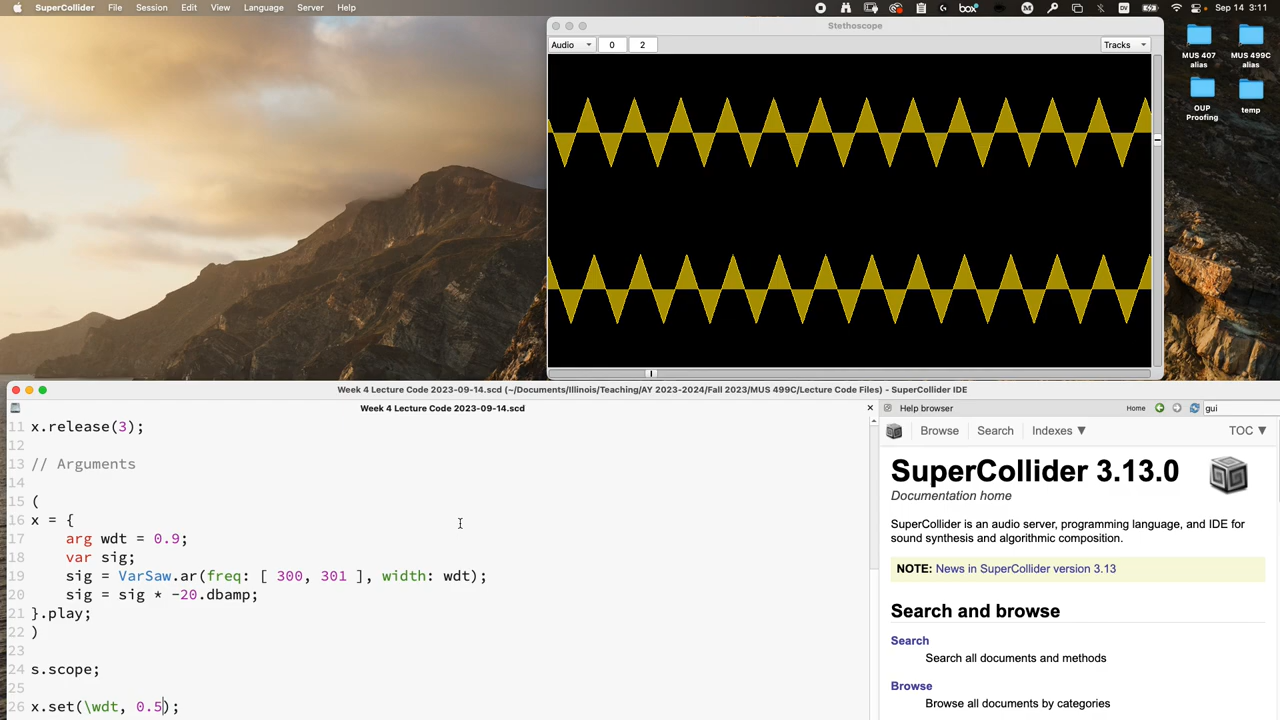 SuperCollider File Session Edit View Language Server Help
box
DV
Sep 14 3:11
Stethoscope
Audio 0 2 Tracks
MUS 407 alias
MUS 499C alias
OUP Proofing
temp
Week 4 Lecture Code 2023-09-14.scd (~/Documents/Illinois/Teaching/AY 2023-2024/Fall 2023/MUS 499C/Lecture Code Files) - SuperCollider IDE
Week 4 Lecture Code 2023-09-14.scd
11 x.release(3);
12
13 // Arguments
14
15 (
16 x = {
17 arg wdt = 0.9;
18 var sig;
19 sig = VarSaw.ar(freq: [ 300, 301 ], width: wdt);
20 sig = sig * -20.dbamp;
21 }.play;
22 )
23
24 s.scope;
25
26 x.set(\wdt, 0.5);
Help browser Home gui
Browse Search Indexes ▼ TOC ▼
SuperCollider 3.13.0
Documentation home
SuperCollider is an audio server, programming language, and IDE for
sound synthesis and algorithmic composition.
NOTE: News in SuperCollider version 3.13
Search and browse
Search
Search all documents and methods
Browse
Browse all documents by categories